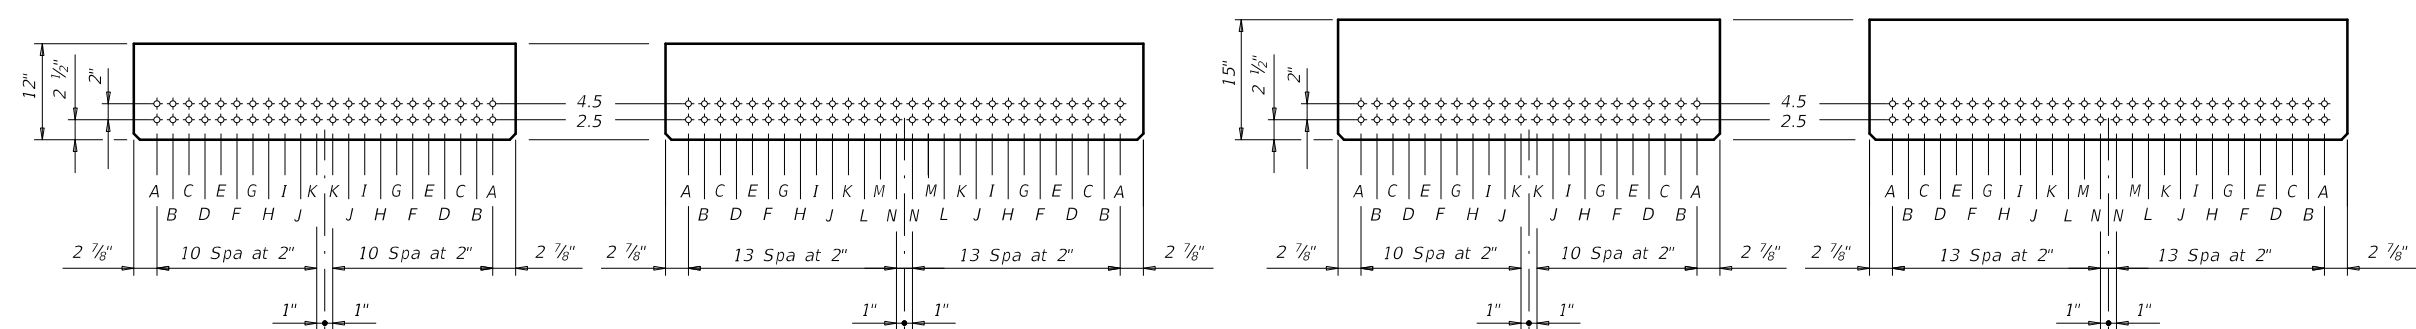 12" 2 ½" 2" 4.5 15" 2 ½" 2" 4.5
2.5 2.5
A C E G I K K I G E C A A C E G I K M M K I G E C A A C E G I K K I G E C A A C E G I K M M K I G E C A
B D F H J J H F D B B D F H J L N N L J H F D B B D F H J J H F D B B D F H J L N N L J H F D B
2 ⅞" 10 Spa at 2" 10 Spa at 2" 2 ⅞" 2 ⅞" 13 Spa at 2" 13 Spa at 2" 2 ⅞" 2 ⅞" 10 Spa at 2" 10 Spa at 2" 2 ⅞" 2 ⅞" 13 Spa at 2" 13 Spa at 2" 2 ⅞"
1" 1" 1" 1" 1" 1" 1" 1"